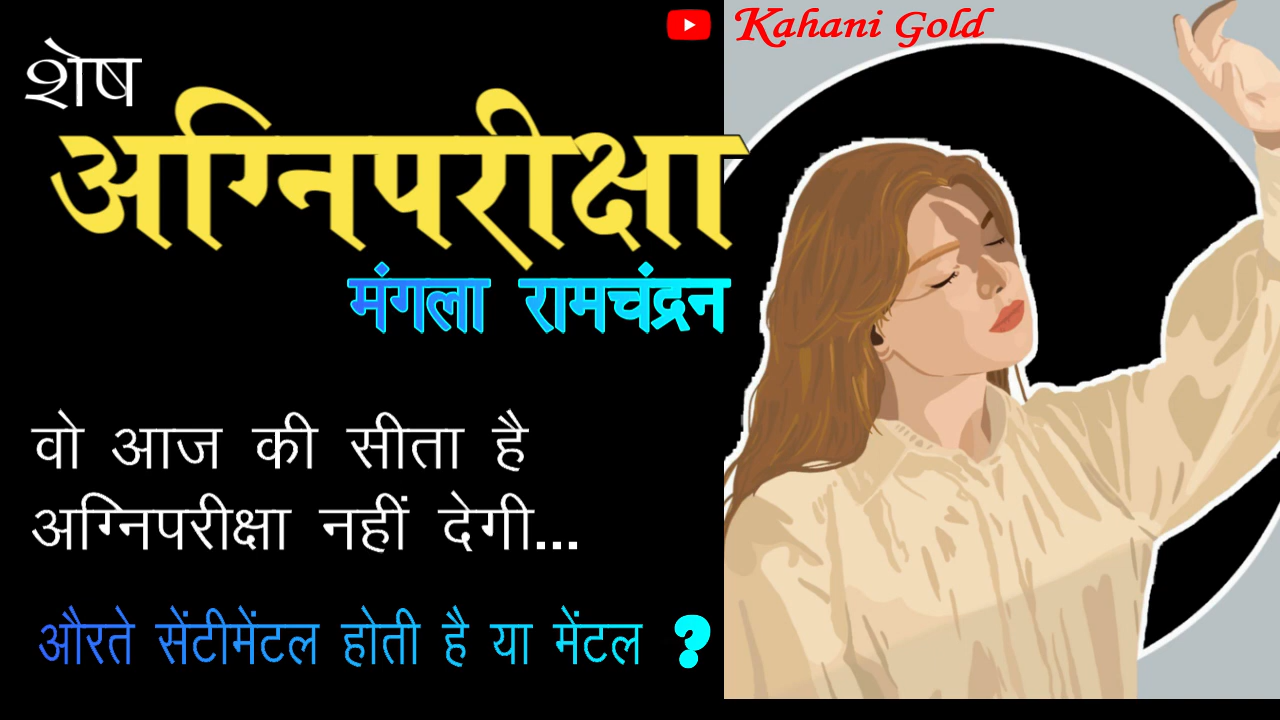 Kahani Gold
शेष
अग्निपरीक्षा
मंगला रामचंद्रन
वो आज की सीता है
अग्निपरीक्षा नहीं देगी...
औरते सेंटीमेंटल होती है या मेंटल ?